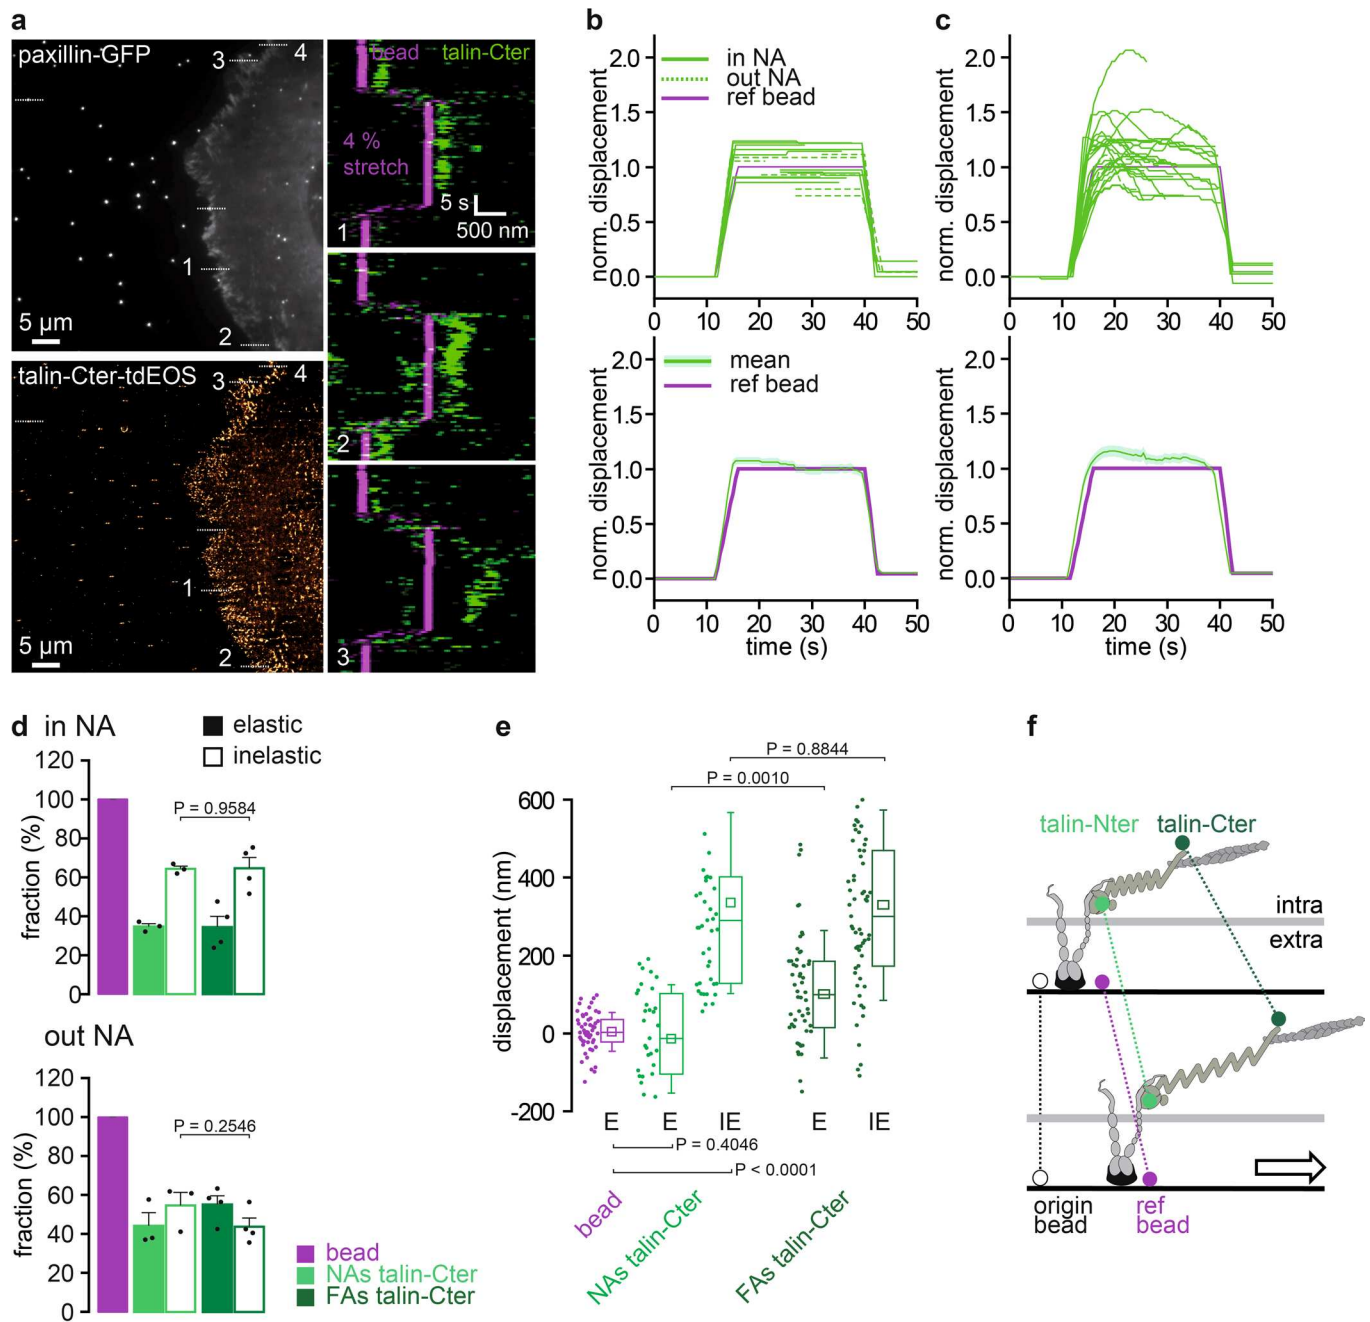 a
paxillin-GFP
3
4
1
2
5 µm
talin-Cter-tdEOS
3
4
1
2
5 µm
bead talin-Cter
4 %
stretch
5 s
500 nm
1
2
3
b
norm. displacement
2.0
1.5
1.0
0.5
0.0
in NA
out NA
ref bead
0 10 20 30 40 50
norm. displacement
2.0
1.5
1.0
0.5
0.0
mean
ref bead
0 10 20 30 40 50
time (s)
c
norm. displacement
2.0
1.5
1.0
0.5
0.0
0 10 20 30 40 50
norm. displacement
2.0
1.5
1.0
0.5
0.0
0 10 20 30 40 50
time (s)
d in NA
elastic
inelastic
fraction (%)
120
100
80
60
40
20
0
P = 0.9584
out NA
fraction (%)
120
100
80
60
40
20
0
P = 0.2546
bead
NAs talin-Cter
FAs talin-Cter
e
P = 0.8844
P = 0.0010
displacement (nm)
600
400
200
0
-200
E E IE E IE
P = 0.4046
P < 0.0001
bead
NAs talin-Cter
FAs talin-Cter
f
talin-Nter talin-Cter
intra
extra
origin
bead
ref
bead